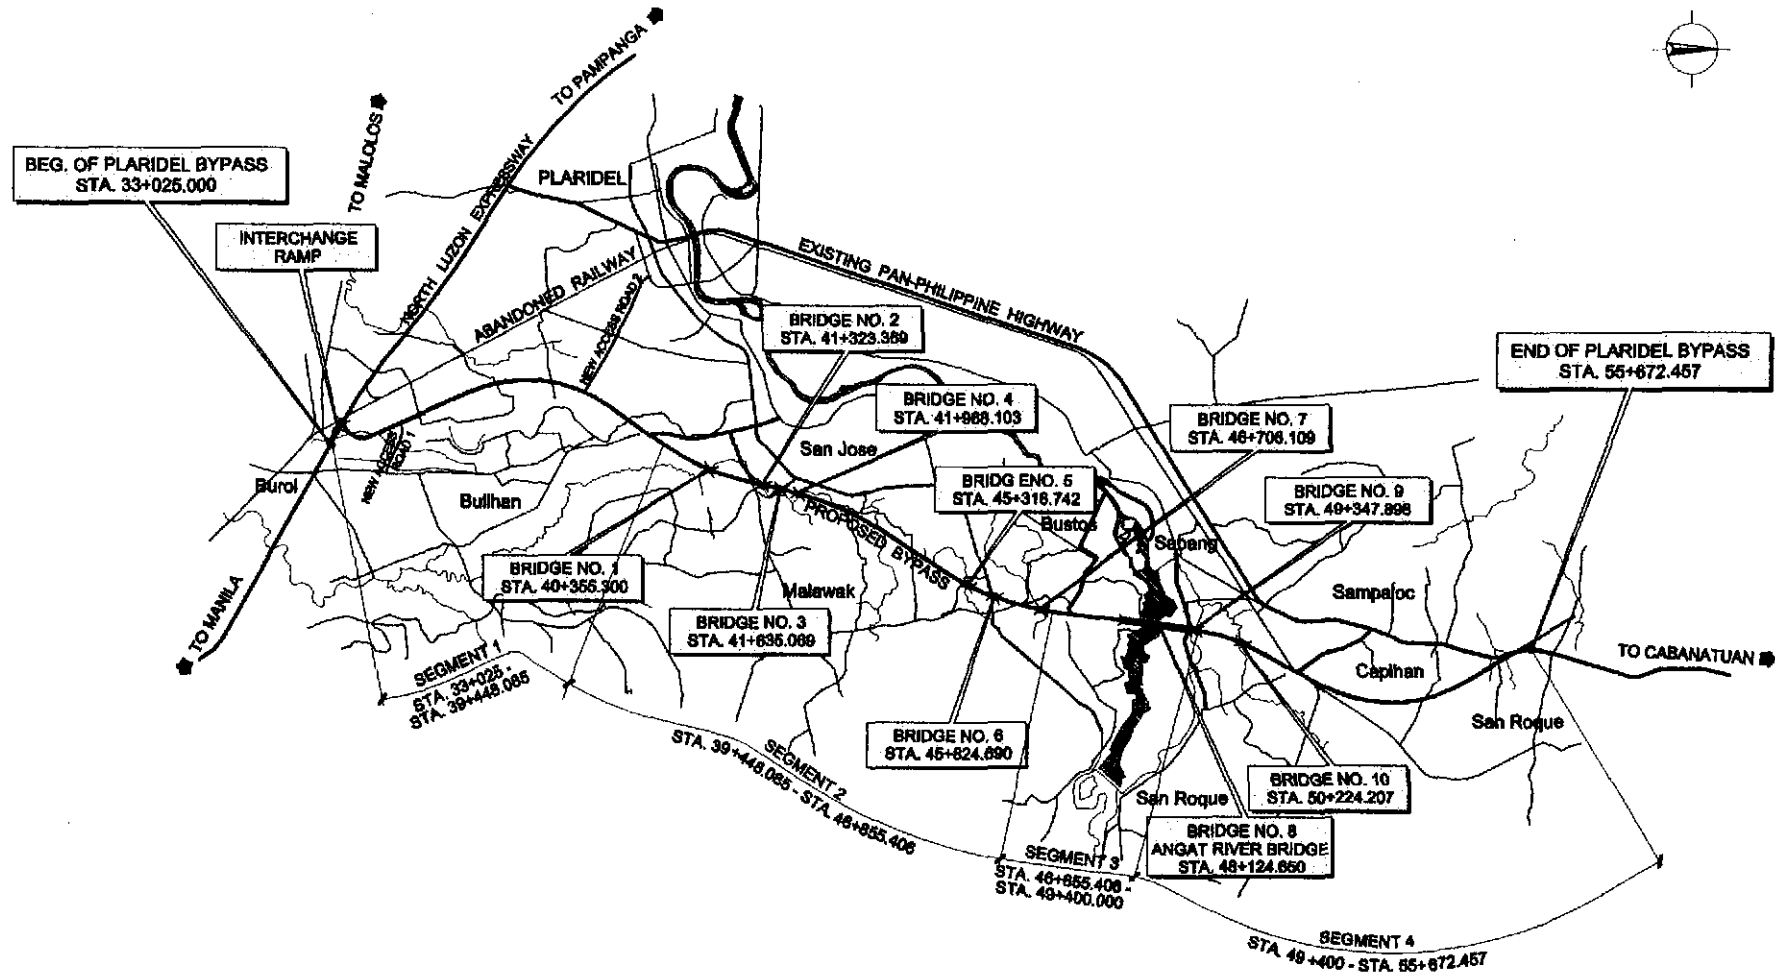 TO PAMPANGA
TO MALOLOS
BEG. OF PLARIDEL BYPASS
STA. 33+025.000
INTERCHANGE
RAMP
NORTH LUZON EXPRESSWAY
PLARIDEL
ABANDONED RAILWAY
NEW ACCESS ROAD 2
EXISTING PAN-PHILIPPINE HIGHWAY
BRIDGE NO. 2
STA. 41+323.369
END OF PLARIDEL BYPASS
STA. 55+672.457
BRIDGE NO. 4
STA. 41+968.103
BRIDGE NO. 7
STA. 46+706.109
NEW ACCESS
ROAD 1
San Jose
Burol
Bulihan
BRIDG ENO. 5
STA. 45+316.742
BRIDGE NO. 9
STA. 49+347.898
PROPOSED BYPASS
Bustos
Sabang
BRIDGE NO. 1
STA. 40+355.300
Malawak
Sampaloc
TO MANILA
BRIDGE NO. 3
STA. 41+635.069
TO CABANATUAN
Capihan
SEGMENT 1
STA. 33+025 -
STA. 39+448.085
San Roque
BRIDGE NO. 6
STA. 45+624.690
SEGMENT 2
STA. 39+448.085 - STA. 46+855.406
BRIDGE NO. 10
STA. 50+224.207
San Roque
BRIDGE NO. 8
ANGAT RIVER BRIDGE
STA. 48+124.650
SEGMENT 3
STA. 46+855.406 -
STA. 49+400.000
SEGMENT 4
STA. 49+400 - STA. 55+672.457